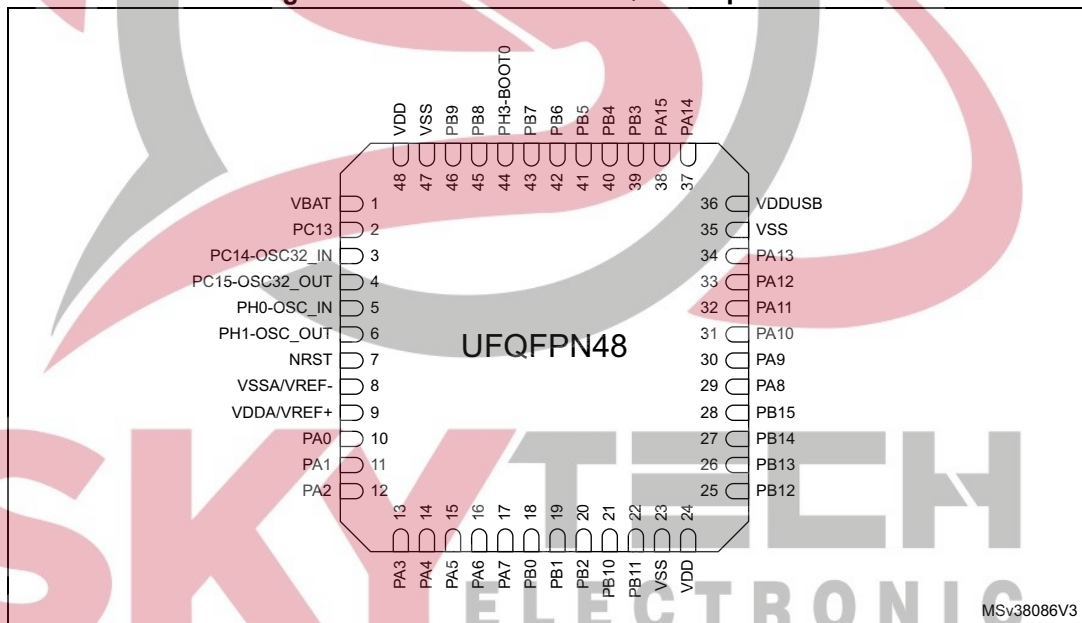 48 VDD
47 VSS
46 PB9
45 PB8
44 PH3-BOOT0
43 PB7
42 PB6
41 PB5
40 PB4
39 PB3
38 PA15
37 PA14
VBAT 1
PC13 2
PC14-OSC32_IN 3
PC15-OSC32_OUT 4
PH0-OSC_IN 5
PH1-OSC_OUT 6
NRST 7
VSSA/VREF- 8
VDDA/VREF+ 9
PA0 10
PA1 11
PA2 12
UFQFPN48
36 VDDUSB
35 VSS
34 PA13
33 PA12
32 PA11
31 PA10
30 PA9
29 PA8
28 PB15
27 PB14
26 PB13
25 PB12
PA3 13
PA4 14
PA5 15
PA6 16
PA7 17
PB0 18
PB1 19
PB2 20
PB10 21
PB11 22
VSS 23
VDD 24
SKYTECH
ELECTRONIC
MSv38086V3